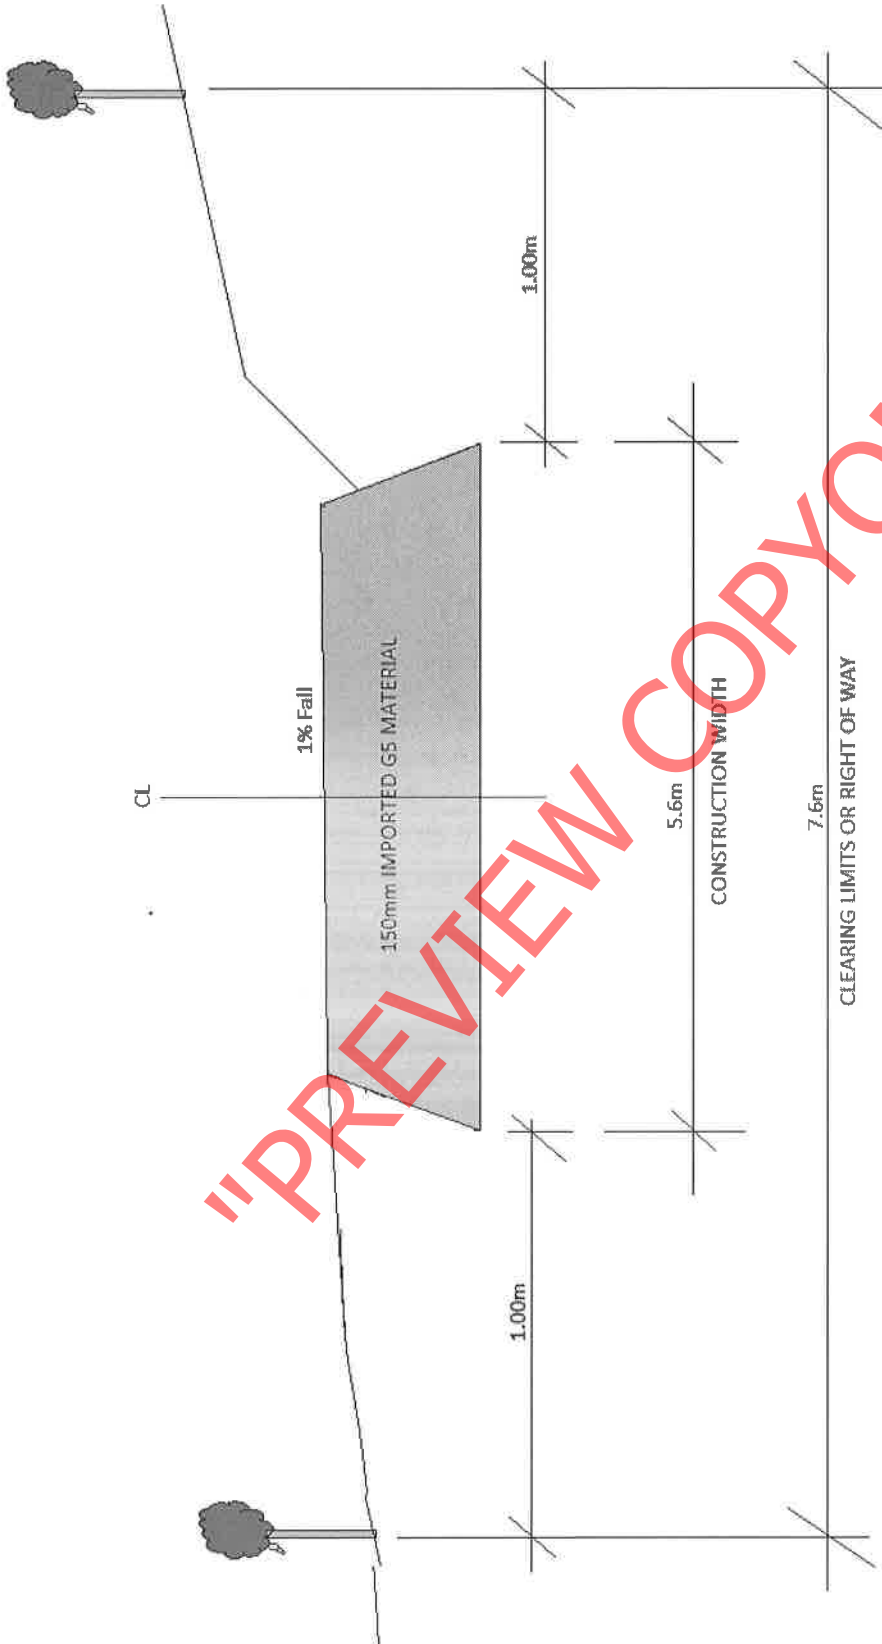 CL
1% Fall
150mm IMPORTED G5 MATERIAL
1.00m
1.00m
5.6m
CONSTRUCTION WIDTH
7.6m
CLEARING LIMITS OR RIGHT OF WAY
"PREVIEW COPY